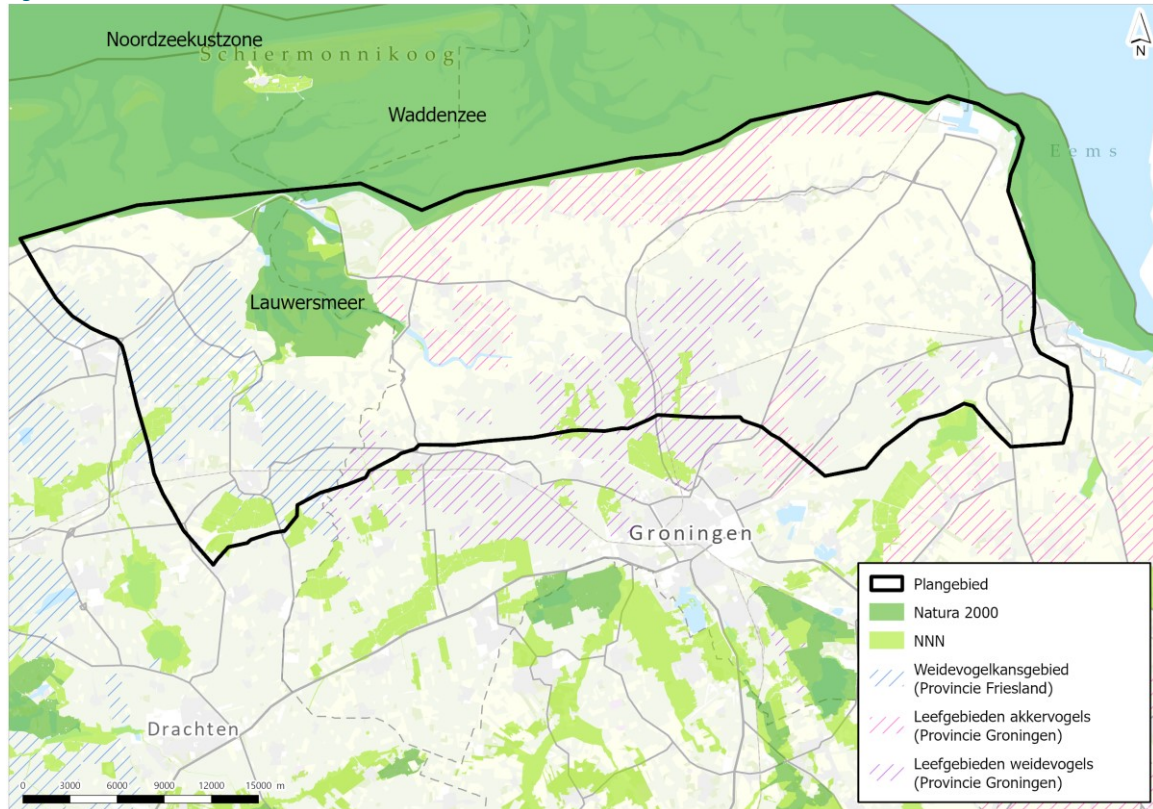 Noordzeekustzone
Schiermonnikoog
Waddenzee
N
Eems
Lauwersmeer
Groningen
Drachten
Plangebied
Natura 2000
NNN
Weidevogelkansgebied
(Provincie Friesland)
Leefgebieden akkervogels
(Provincie Groningen)
Leefgebieden weidevogels
(Provincie Groningen)
0 3000 6000 9000 12000 15000 m